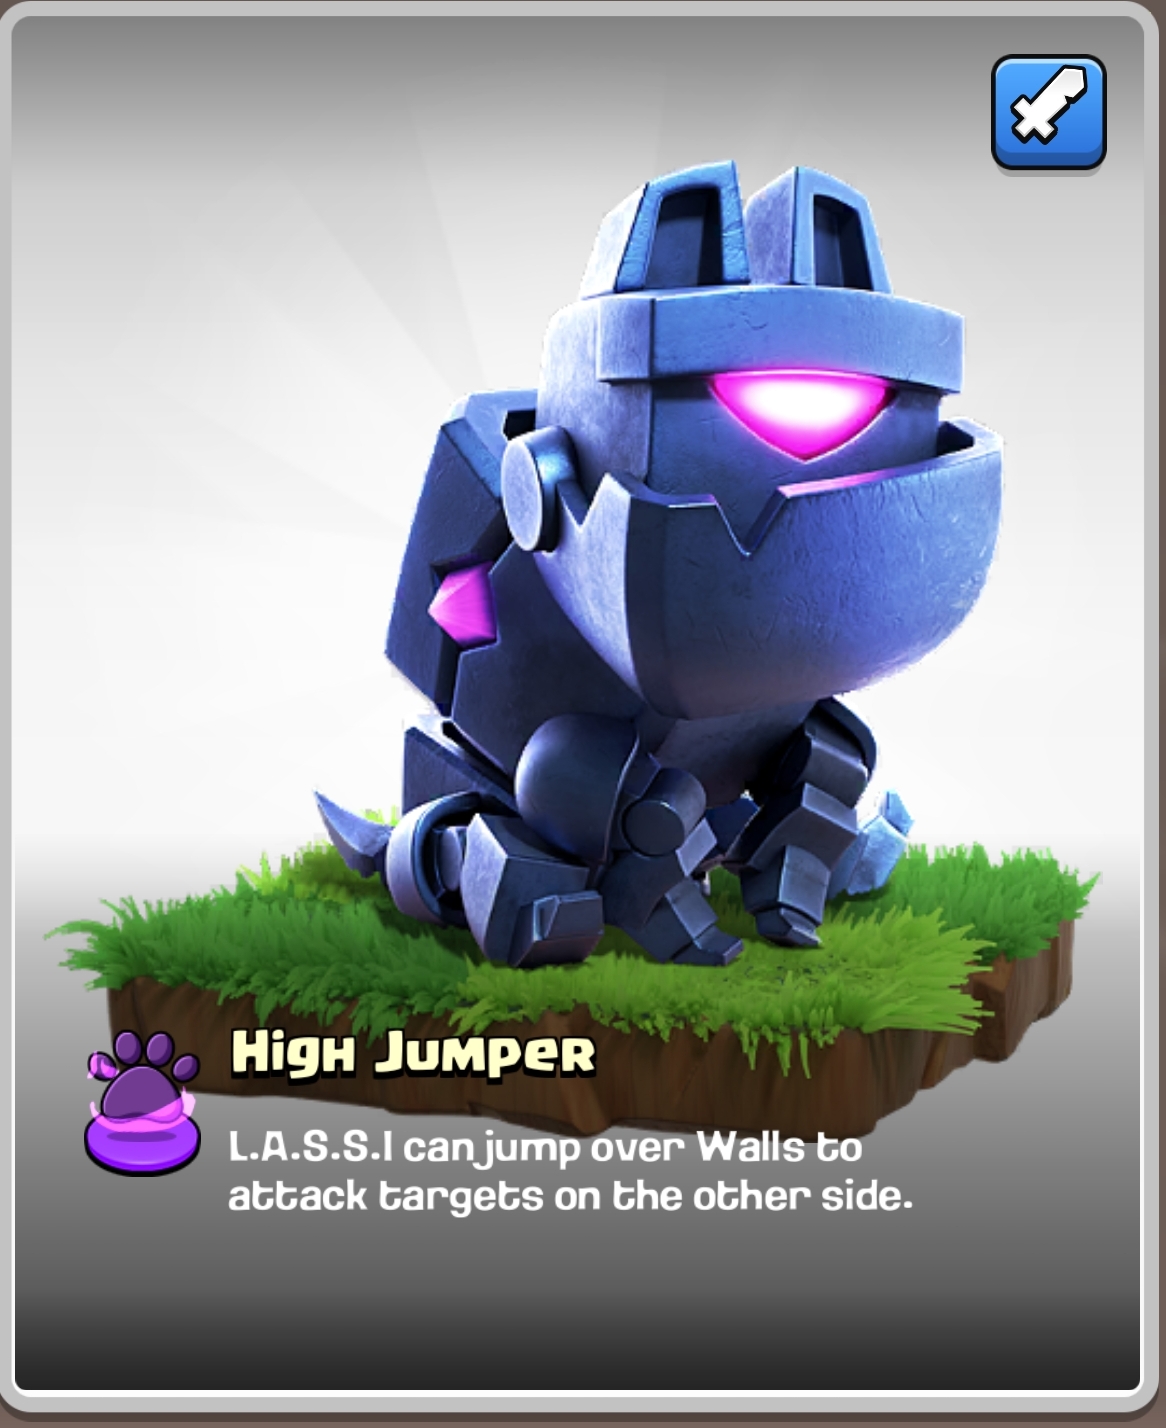 High Jumper
L.A.S.S.I can jump over Walls to
attack targets on the other side.